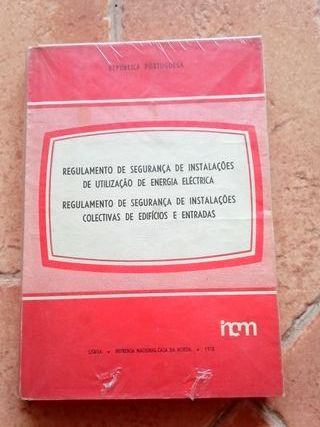 REPÚBLICA PORTUGUESA
REGULAMENTO DE SEGURANÇA DE INSTALAÇÕES
DE UTILIZAÇÃO DE ENERGIA ELÉCTRICA
REGULAMENTO DE SEGURANÇA DE INSTALAÇÕES
COLECTIVAS DE EDIFÍCIOS E ENTRADAS
incm
LISBOA • IMPRENSA NACIONAL-CASA DA MOEDA •